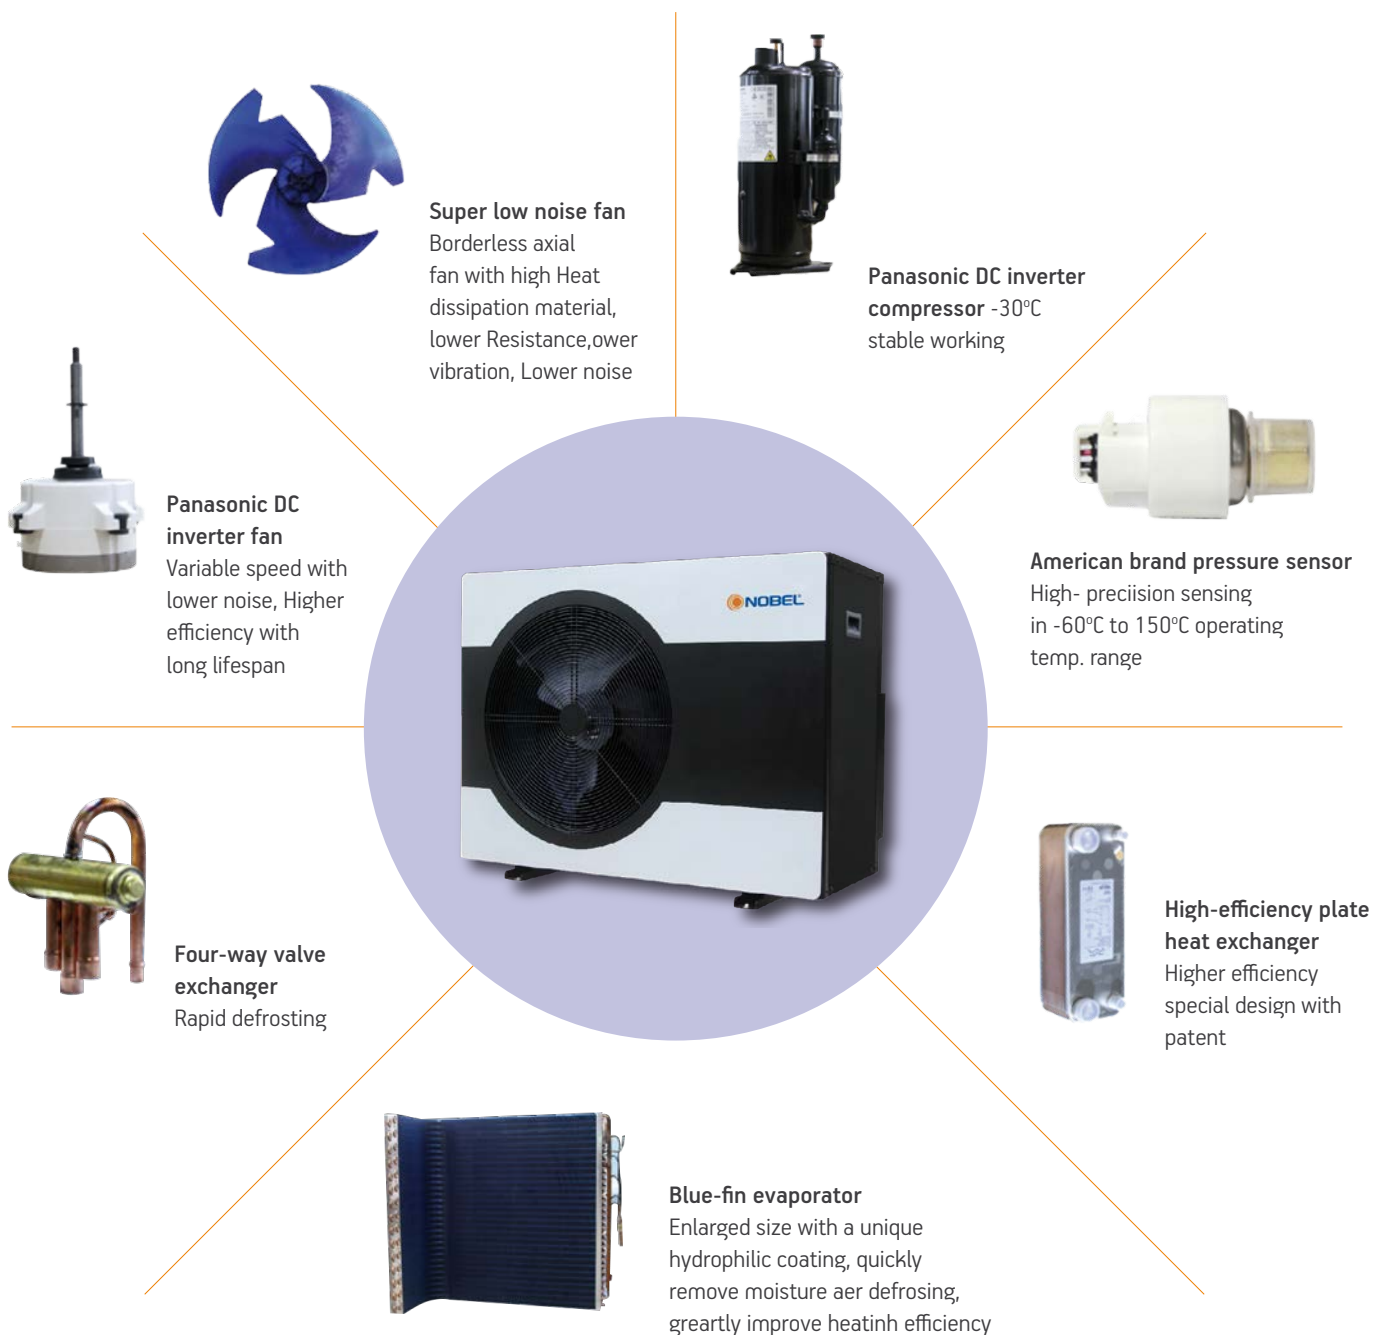 Super low noise fan
Borderless axial
fan with high Heat
dissipation material,
lower Resistance,ower
vibration, Lower noise
Panasonic DC inverter
compressor -30ºC
stable working
Panasonic DC
inverter fan
Variable speed with
lower noise, Higher
efficiency with
long lifespan
American brand pressure sensor
High- preciision sensing
in -60ºC to 150ºC operating
temp. range
NOBEL
Four-way valve
exchanger
Rapid defrosting
High-efficiency plate
heat exchanger
Higher efficiency
special design with
patent
Blue-fin evaporator
Enlarged size with a unique
hydrophilic coating, quickly
remove moisture aer defrosing,
greartly improve heatinh efficiency